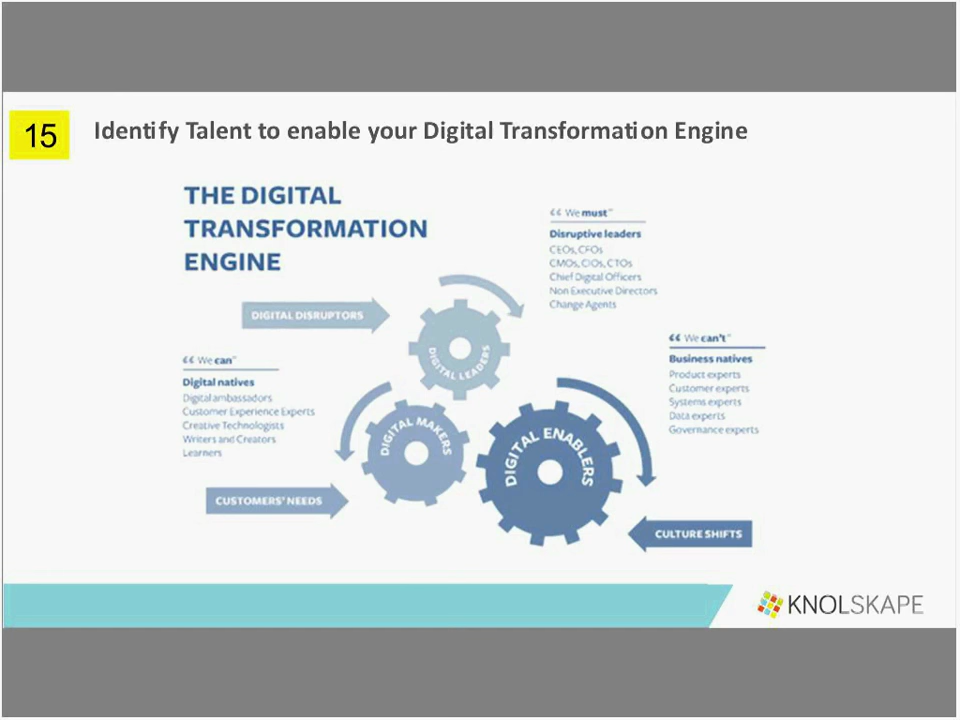 15
Identify Talent to enable your Digital Transformation Engine
THE DIGITAL
TRANSFORMATION
ENGINE
“ We must”
Disruptive leaders
CEOs, CFOs
CMOs, CIOs, CTOs
Chief Digital Officers
Non Executive Directors
Change Agents
DIGITAL DISRUPTORS
DIGITAL LEADERS
“ We can”
Digital natives
Digital ambassadors
Customer Experience Experts
Creative Technologists
Writers and Creators
Learners
“ We can't”
Business natives
Product experts
Customer experts
Systems experts
Data experts
Governance experts
DIGITAL MAKERS
DIGITAL ENABLERS
CUSTOMERS' NEEDS
CULTURE SHIFTS
KNOLSKAPE